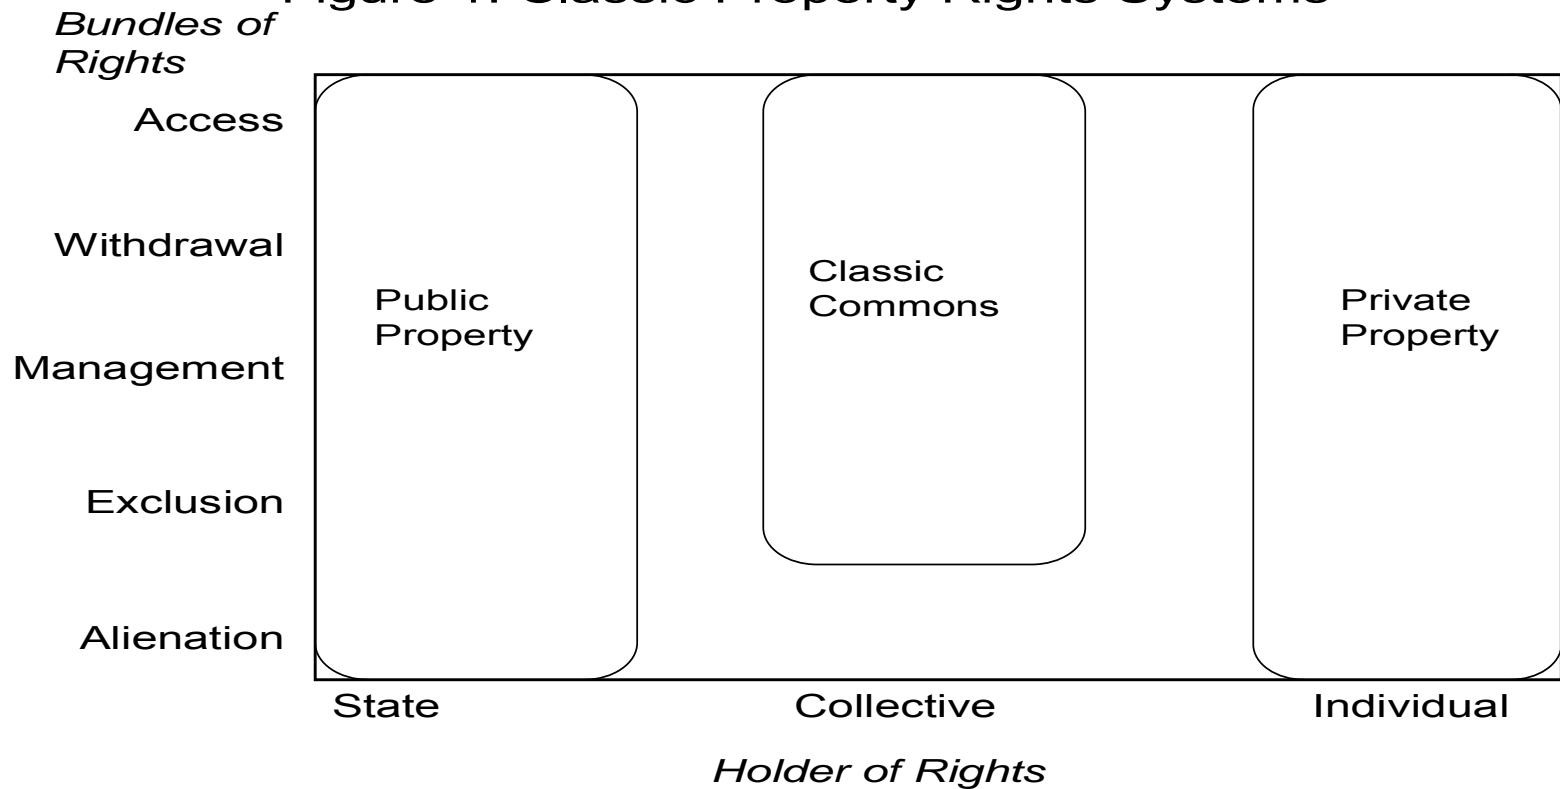 Figure 1: Classic Property Rights Systems
Bundles of
Rights
Access
Withdrawal
Management
Exclusion
Alienation
Public
Property
Classic
Commons
Private
Property
State
Collective
Individual
Holder of Rights